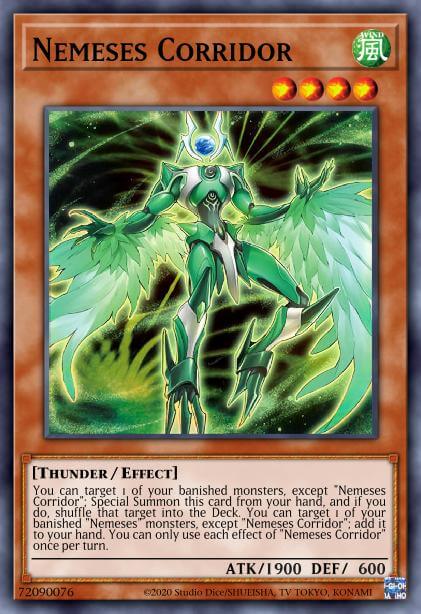 NEMESES CORRIDOR
WIND
風
[THUNDER / EFFECT]
You can target 1 of your banished monsters, except "Nemeses
Corridor"; Special Summon this card from your hand, and if you
do, shuffle that target into the Deck. You can target 1 of your
banished "Nemeses" monsters, except "Nemeses Corridor"; add it
to your hand. You can only use each effect of "Nemeses Corridor"
once per turn.
ATK/1900 DEF/ 600
72090076
©2020 Studio Dice/SHUEISHA, TV TOKYO, KONAMI